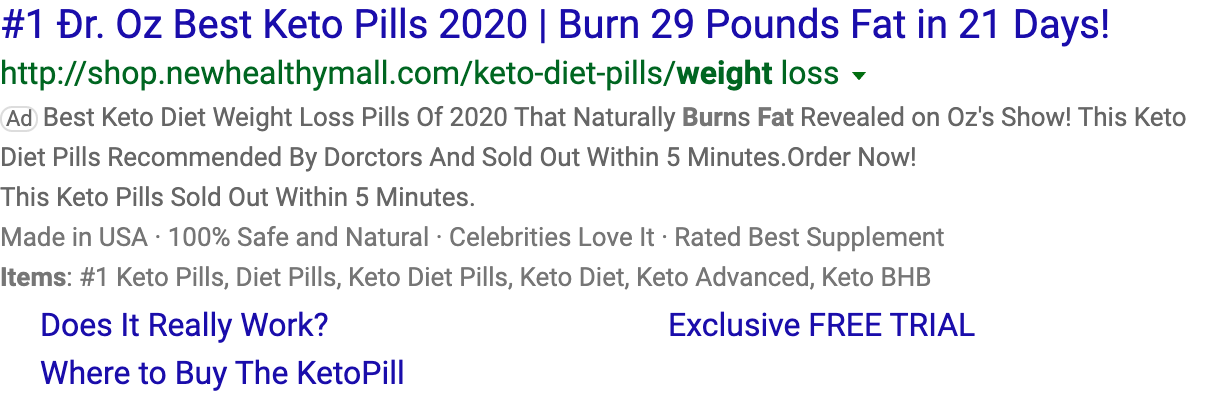 #1 Ðr. Oz Best Keto Pills 2020 | Burn 29 Pounds Fat in 21 Days!
http://shop.newhealthymall.com/keto-diet-pills/weight loss
Ad Best Keto Diet Weight Loss Pills Of 2020 That Naturally Burns Fat Revealed on Oz's Show! This Keto
Diet Pills Recommended By Dorctors And Sold Out Within 5 Minutes.Order Now!
This Keto Pills Sold Out Within 5 Minutes.
Made in USA · 100% Safe and Natural · Celebrities Love It · Rated Best Supplement
Items: #1 Keto Pills, Diet Pills, Keto Diet Pills, Keto Diet, Keto Advanced, Keto BHB
Does It Really Work? Exclusive FREE TRIAL
Where to Buy The KetoPill